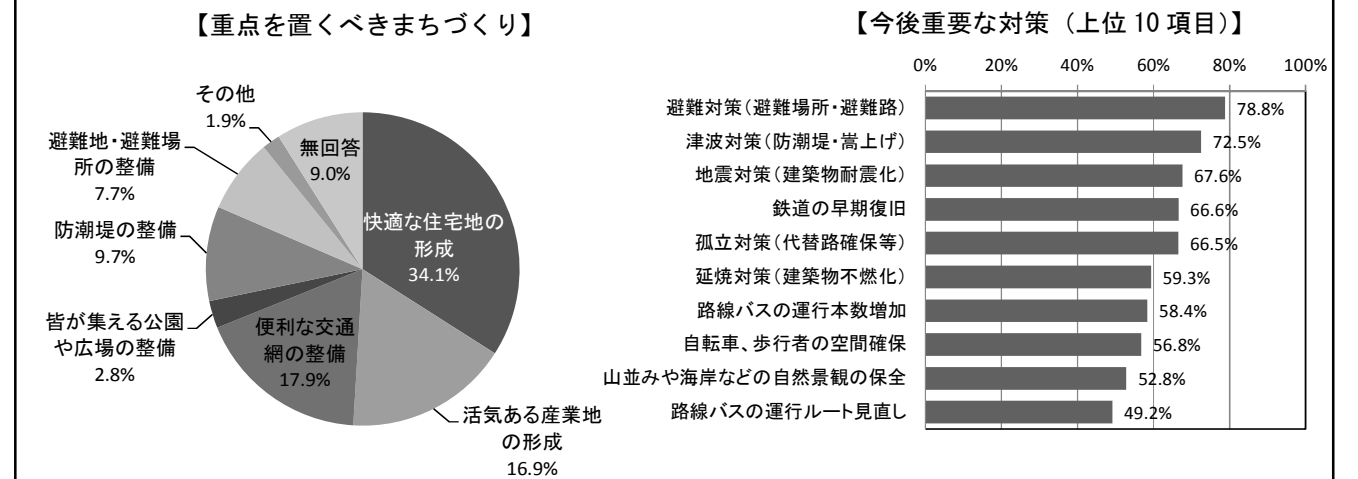 【重点を置くべきまちづくり】
その他
1.9%
無回答
9.0%
避難地・避難場
所の整備
7.7%
快適な住宅地の
形成
34.1%
防潮堤の整備
9.7%
皆が集える公園
や広場の整備
2.8%
便利な交通
網の整備
17.9%
活気ある産業地
の形成
16.9%
【今後重要な対策（上位 10 項目）】
0% 20% 40% 60% 80% 100%
避難対策（避難場所・避難路） 78.8%
津波対策（防潮堤・嵩上げ） 72.5%
地震対策（建築物耐震化） 67.6%
鉄道の早期復旧 66.6%
孤立対策（代替路確保等） 66.5%
延焼対策（建築物不燃化） 59.3%
路線バスの運行本数増加 58.4%
自転車、歩行者の空間確保 56.8%
山並みや海岸などの自然景観の保全 52.8%
路線バスの運行ルート見直し 49.2%